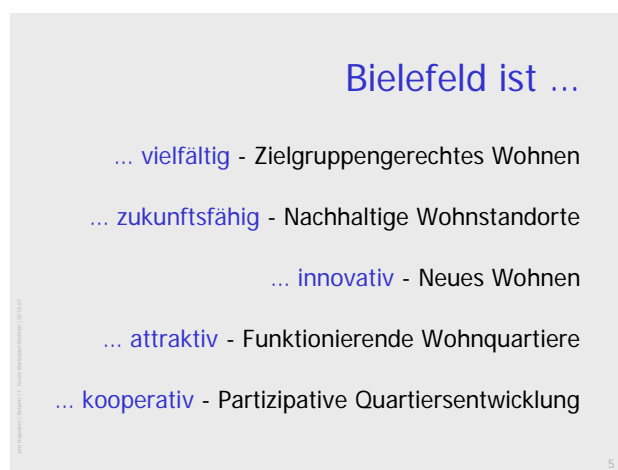 Bielefeld ist ...
... vielfältig - Zielgruppengerechtes Wohnen
... zukunftsfähig - Nachhaltige Wohnstandorte
... innovativ - Neues Wohnen
... attraktiv - Funktionierende Wohnquartiere
... kooperativ - Partizipative Quartiersentwicklung
5